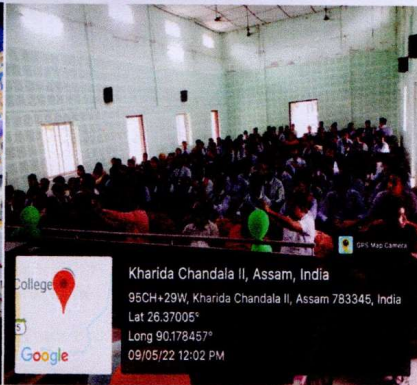 GPS Map Camera
College
5
Google
Kharida Chandala II, Assam, India
95CH+29W, Kharida Chandala II, Assam 783345, India
Lat 26.37005°
Long 90.178457°
09/05/22 12:02 PM